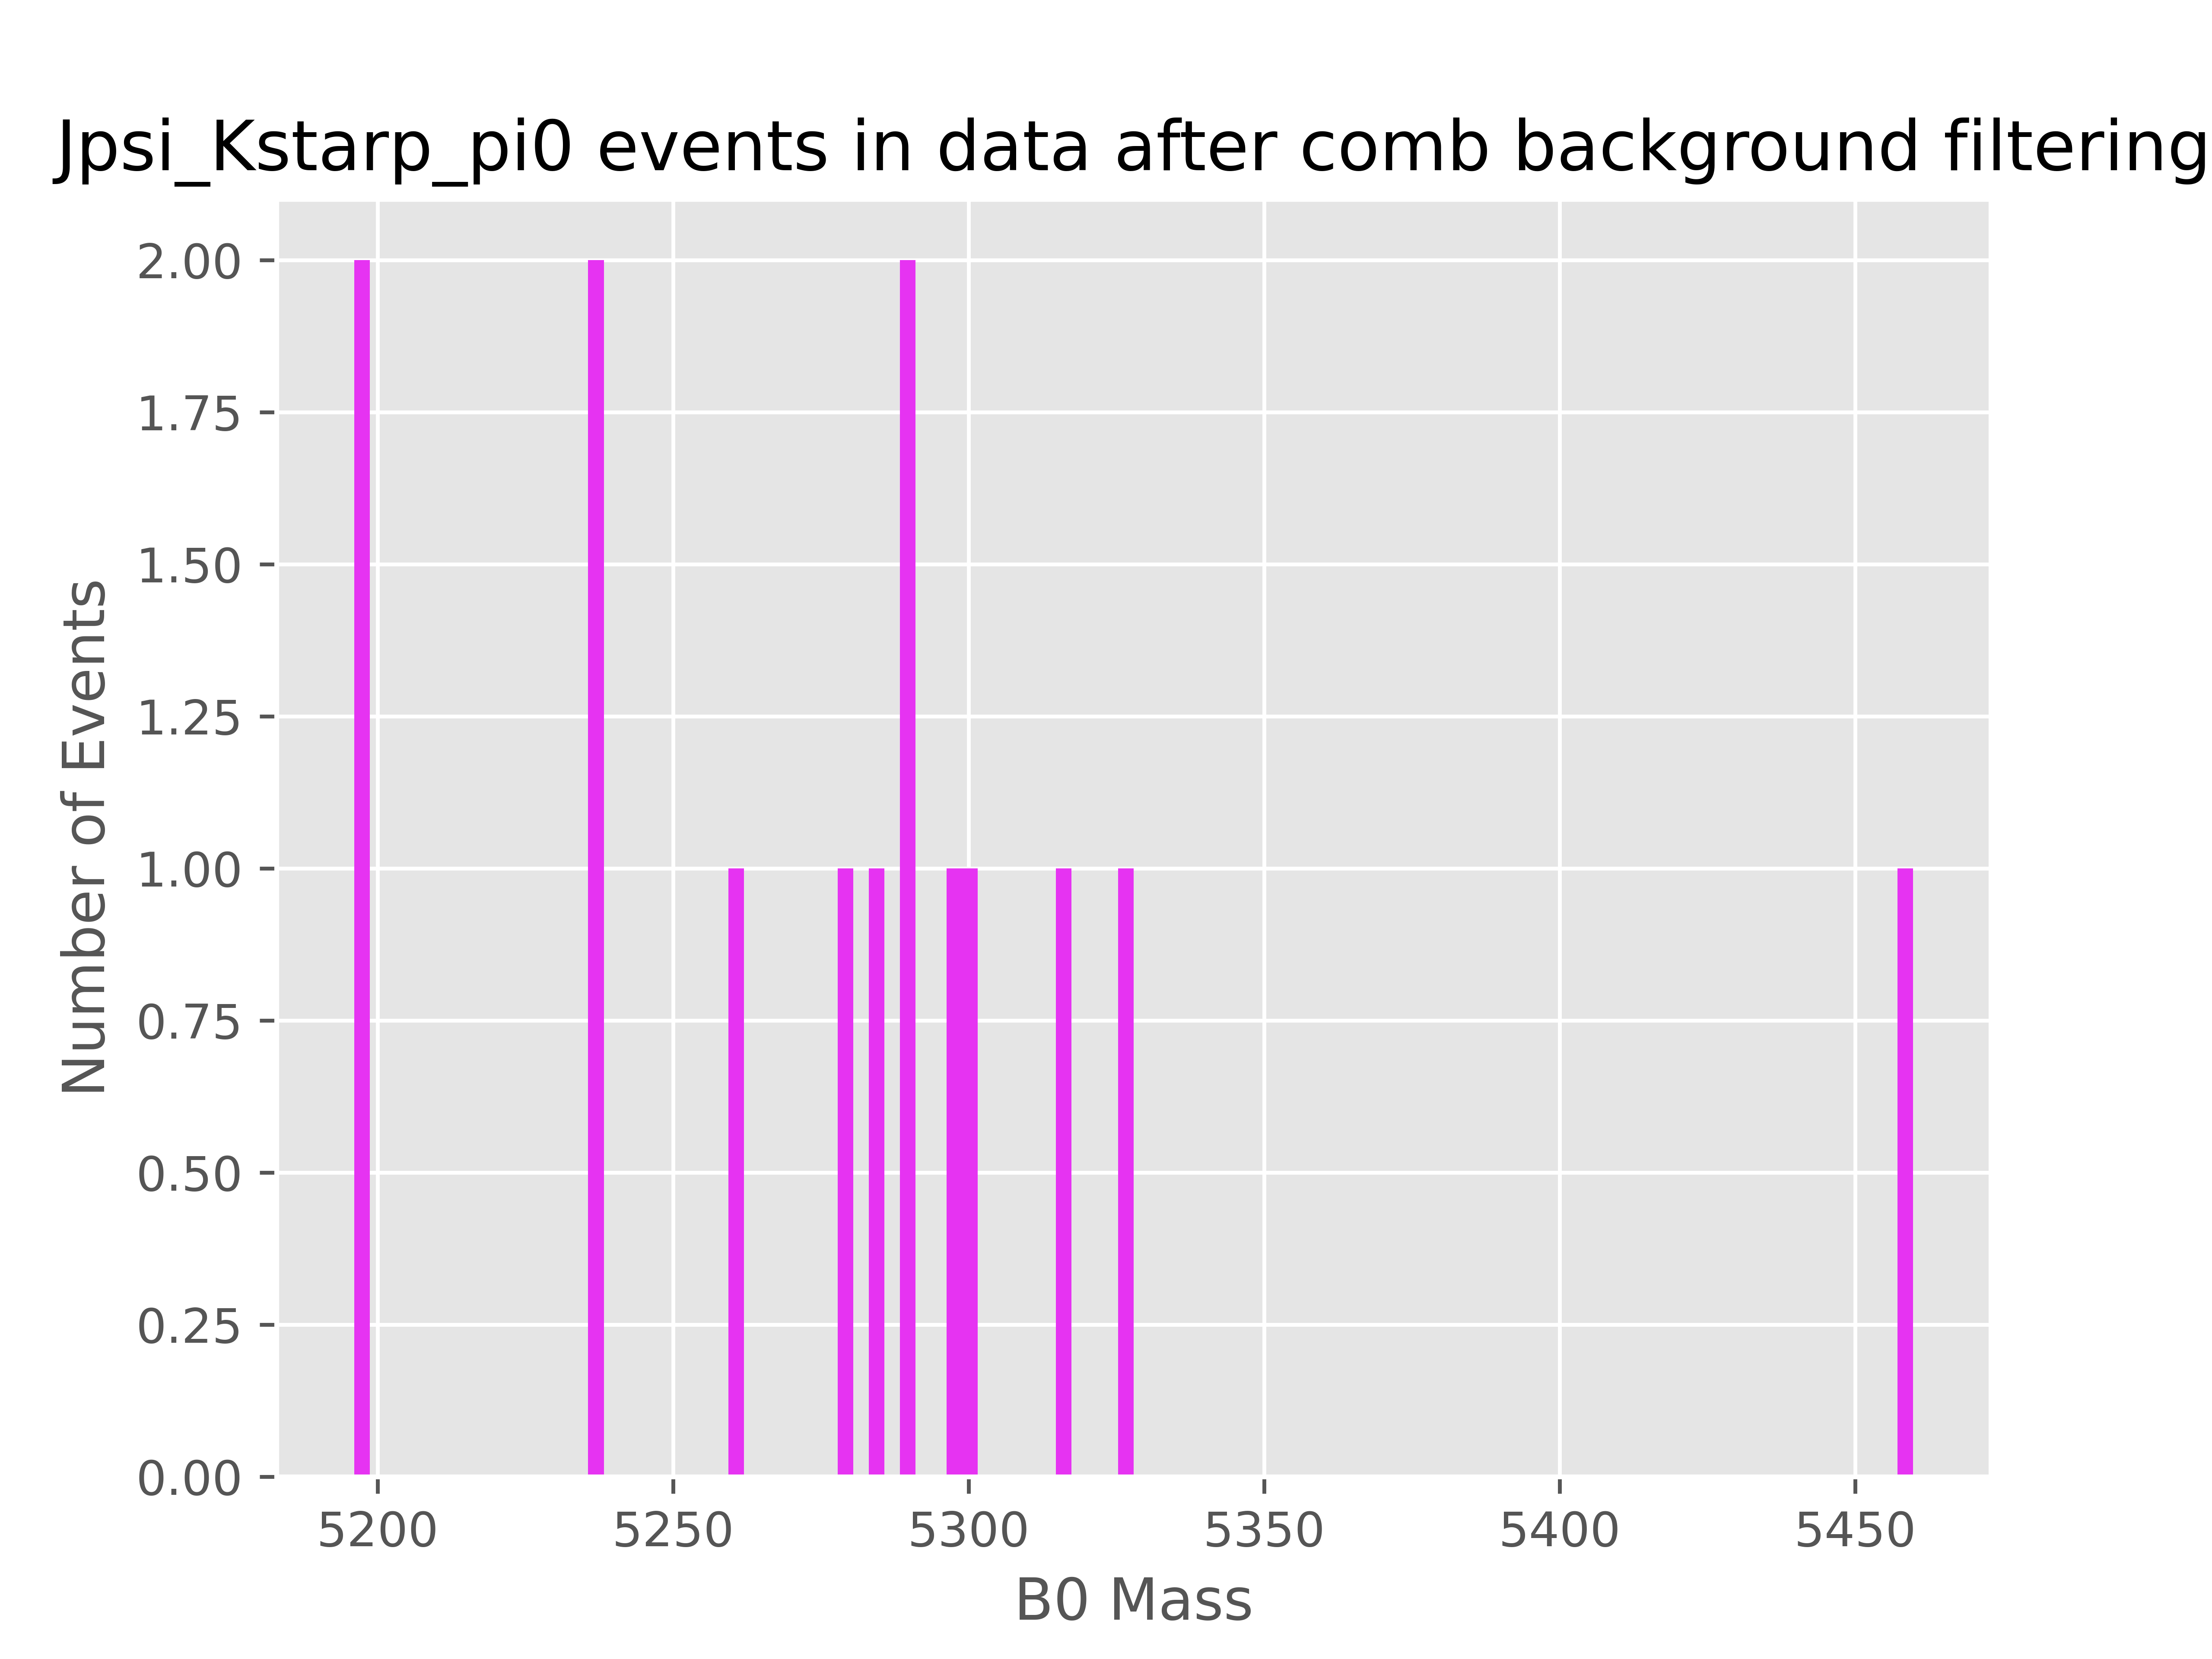 Jpsi_Kstarp_pi0 events in data after comb background filtering
2.00
1.75
1.50
1.25
1.00
0.75
0.50
0.25
0.00
Number of Events
5200 5250 5300 5350 5400 5450
B0 Mass